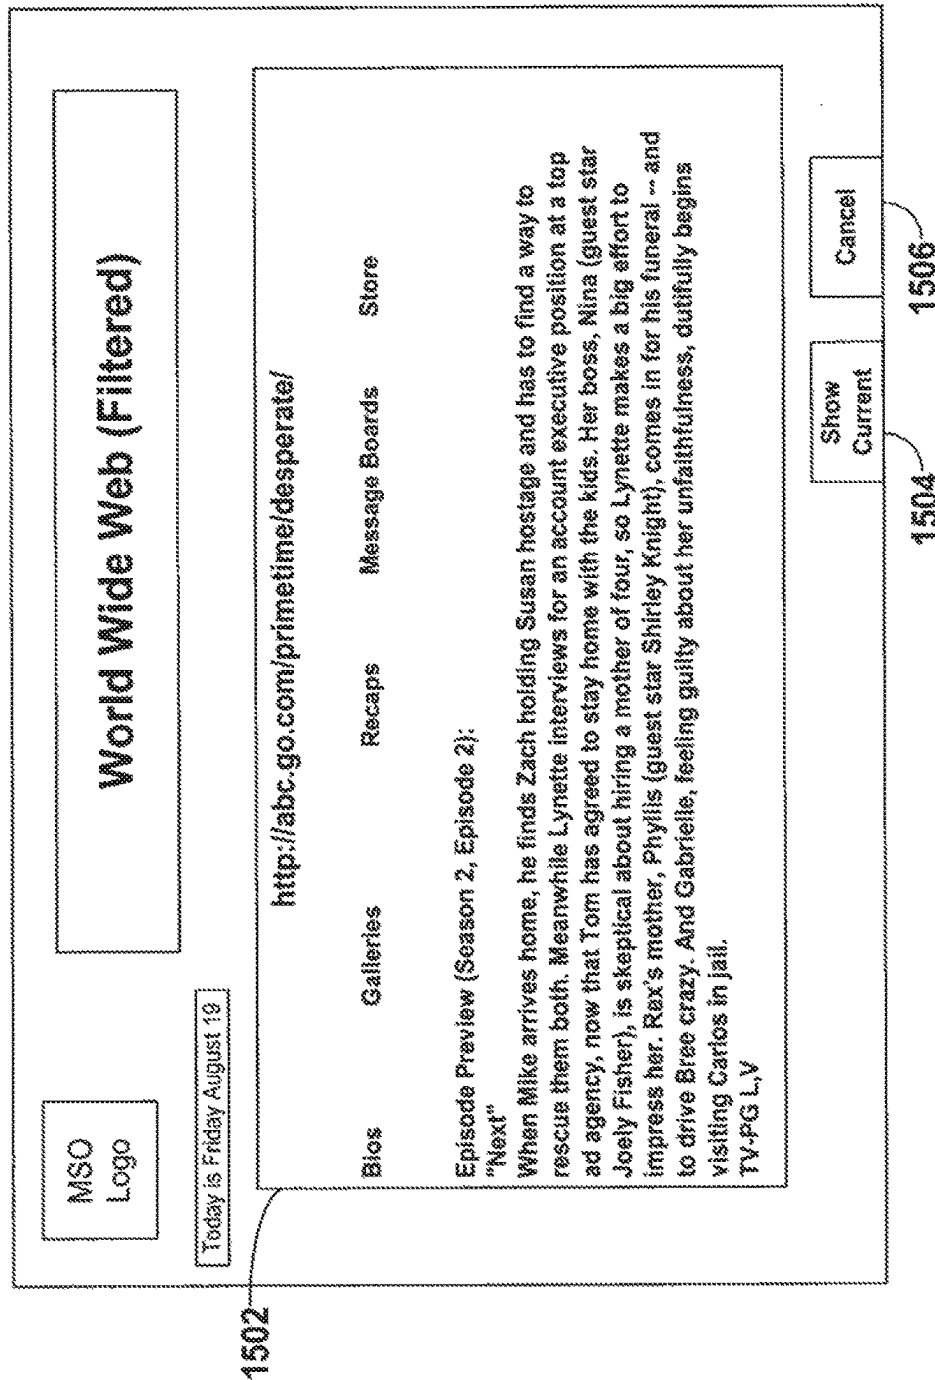 MSO
Logo
World Wide Web (Filtered)
Today is Friday August 19
1502
http://abc.go.com/primetime/desperate/
Bios Galleries Recaps Message Boards Store
Episode Preview (Season 2, Episode 2):
"Next"
When Mike arrives home, he finds Zach holding Susan hostage and has to find a way to
rescue them both. Meanwhile Lynette interviews for an account executive position at a top
ad agency, now that Tom has agreed to stay home with the kids. Her boss, Nina (guest star
Joely Fisher), is skeptical about hiring a mother of four, so Lynette makes a big effort to
impress her. Rex's mother, Phyllis (guest star Shirley Knight), comes in for his funeral -- and
to drive Bree crazy. And Gabrielle, feeling guilty about her unfaithfulness, dutifully begins
visiting Carlos in jail.
TV-PG L,V
Show
Current
Cancel
1504
1506